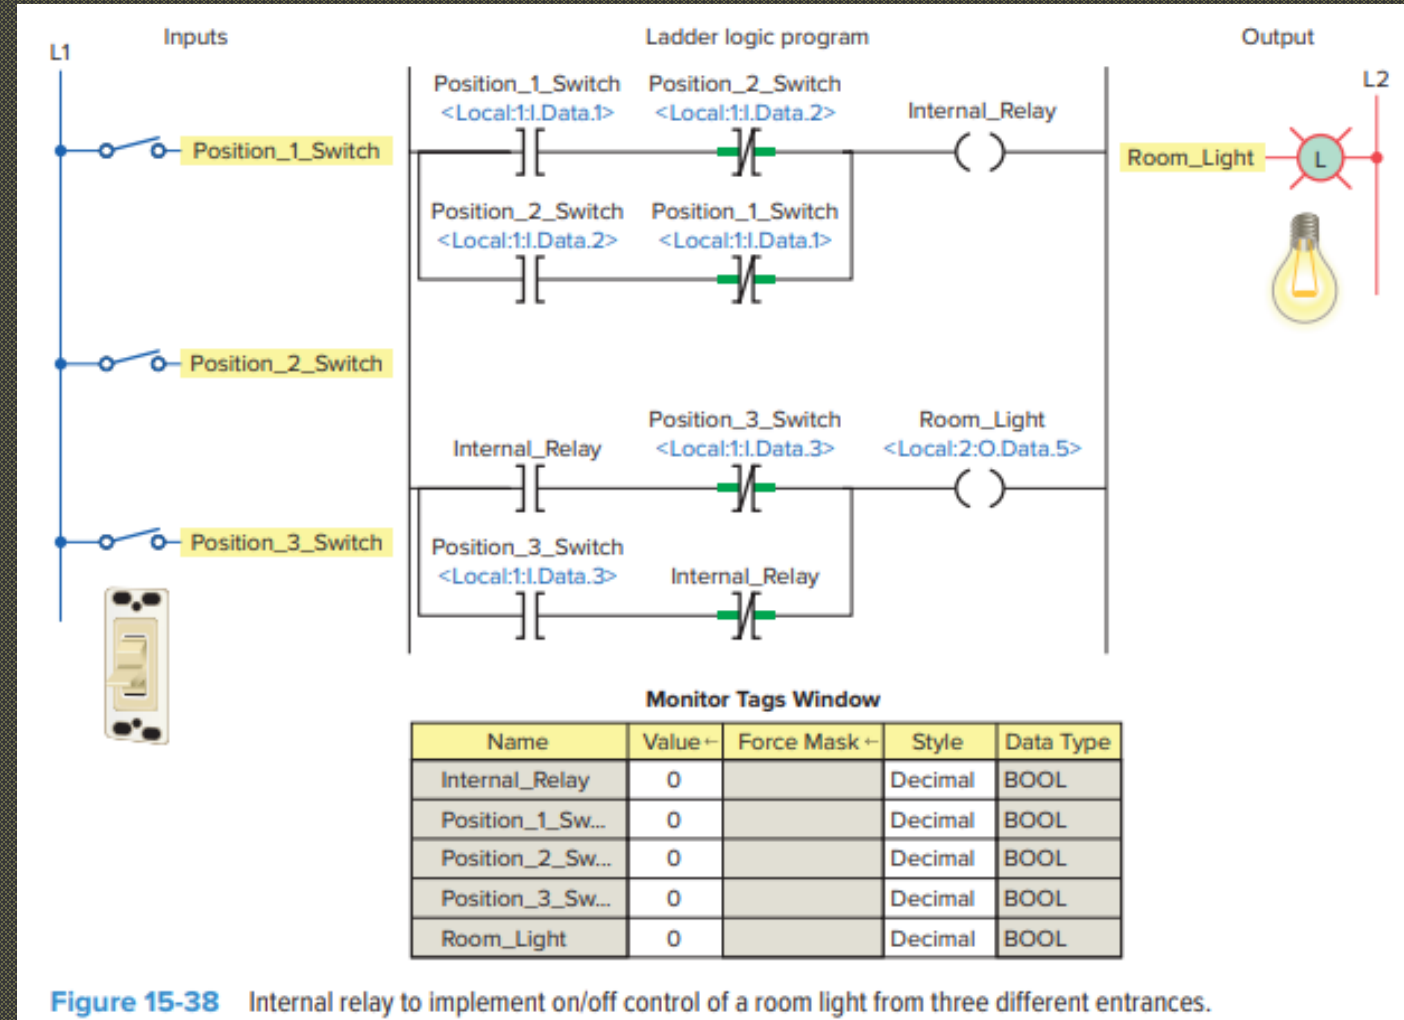 Inputs
Ladder logic program
Output
L1
L2
Position_1_Switch
Position_2_Switch
<Local:1:I.Data.1>
<Local:1:I.Data.2>
Internal_Relay
Position_1_Switch
Room_Light
L
Position_2_Switch
Position_1_Switch
<Local:1:I.Data.2>
<Local:1:I.Data.1>
Position_2_Switch
Position_3_Switch
Room_Light
Internal_Relay
<Local:1:I.Data.3>
<Local:2:O.Data.5>
Position_3_Switch
Position_3_Switch
<Local:1:I.Data.3>
Internal_Relay
Monitor Tags Window
Name Value← Force Mask← Style Data Type
Internal_Relay 0 Decimal BOOL
Position_1_Sw... 0 Decimal BOOL
Position_2_Sw... 0 Decimal BOOL
Position_3_Sw... 0 Decimal BOOL
Room_Light 0 Decimal BOOL
Figure 15-38 Internal relay to implement on/off control of a room light from three different entrances.